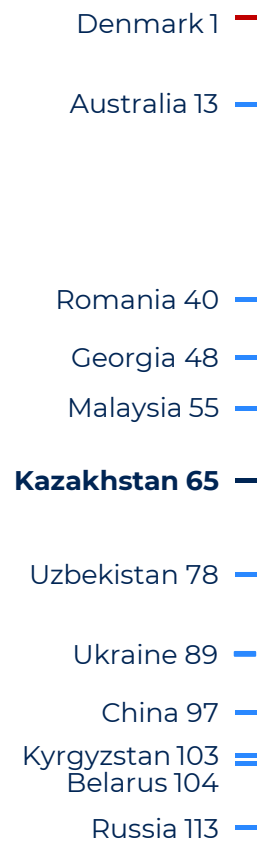 Denmark 1
Australia 13
Romania 40
Georgia 48
Malaysia 55
Kazakhstan 65
Uzbekistan 78
Ukraine 89
China 97
Kyrgyzstan 103
Belarus 104
Russia 113